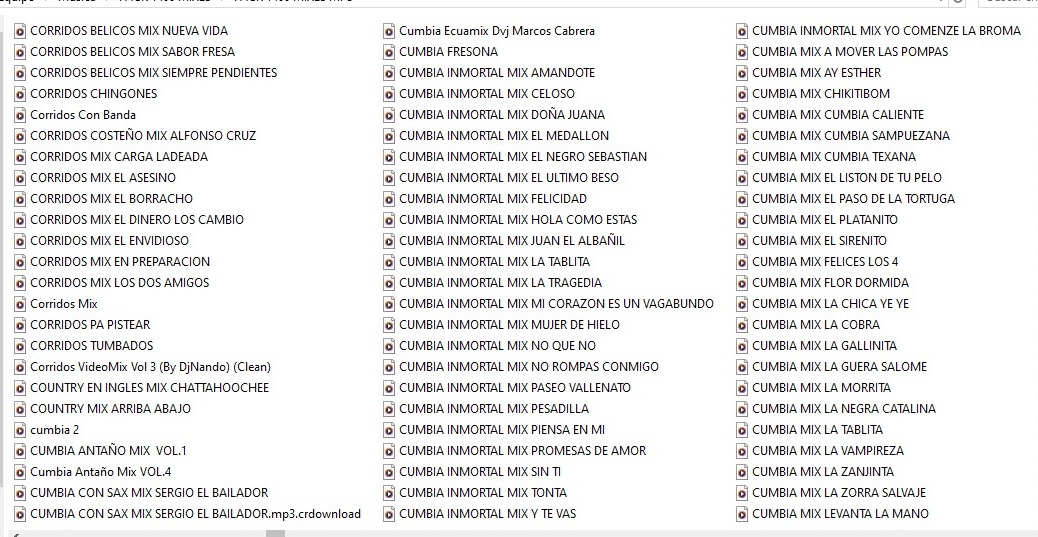 CORRIDOS BELICOS MIX NUEVA VIDA
CORRIDOS BELICOS MIX SABOR FRESA
CORRIDOS BELICOS MIX SIEMPRE PENDIENTES
CORRIDOS CHINGONES
Corridos Con Banda
CORRIDOS COSTEÑO MIX ALFONSO CRUZ
CORRIDOS MIX CARGA LADEADA
CORRIDOS MIX EL ASESINO
CORRIDOS MIX EL BORRACHO
CORRIDOS MIX EL DINERO LOS CAMBIO
CORRIDOS MIX EL ENVIDIOSO
CORRIDOS MIX EN PREPARACION
CORRIDOS MIX LOS DOS AMIGOS
Corridos Mix
CORRIDOS PA PISTEAR
CORRIDOS TUMBADOS
Corridos VideoMix Vol 3 (By DjNando) (Clean)
COUNTRY EN INGLES MIX CHATTAHOOCHEE
COUNTRY MIX ARRIBA ABAJO
cumbia 2
CUMBIA ANTAÑO MIX  VOL.1
Cumbia Antaño Mix VOL.4
CUMBIA CON SAX MIX SERGIO EL BAILADOR
CUMBIA CON SAX MIX SERGIO EL BAILADOR.mp3.crdownload
Cumbia Ecuamix Dvj Marcos Cabrera
CUMBIA FRESONA
CUMBIA INMORTAL MIX AMANDOTE
CUMBIA INMORTAL MIX CELOSO
CUMBIA INMORTAL MIX DOÑA JUANA
CUMBIA INMORTAL MIX EL MEDALLON
CUMBIA INMORTAL MIX EL NEGRO SEBASTIAN
CUMBIA INMORTAL MIX EL ULTIMO BESO
CUMBIA INMORTAL MIX FELICIDAD
CUMBIA INMORTAL MIX HOLA COMO ESTAS
CUMBIA INMORTAL MIX JUAN EL ALBAÑIL
CUMBIA INMORTAL MIX LA TABLITA
CUMBIA INMORTAL MIX LA TRAGEDIA
CUMBIA INMORTAL MIX MI CORAZON ES UN VAGABUNDO
CUMBIA INMORTAL MIX MUJER DE HIELO
CUMBIA INMORTAL MIX NO QUE NO
CUMBIA INMORTAL MIX NO ROMPAS CONMIGO
CUMBIA INMORTAL MIX PASEO VALLENATO
CUMBIA INMORTAL MIX PESADILLA
CUMBIA INMORTAL MIX PIENSA EN MI
CUMBIA INMORTAL MIX PROMESAS DE AMOR
CUMBIA INMORTAL MIX SIN TI
CUMBIA INMORTAL MIX TONTA
CUMBIA INMORTAL MIX Y TE VAS
CUMBIA INMORTAL MIX YO COMENZE LA BROMA
CUMBIA MIX A MOVER LAS POMPAS
CUMBIA MIX AY ESTHER
CUMBIA MIX CHIKITIBOM
CUMBIA MIX CUMBIA CALIENTE
CUMBIA MIX CUMBIA SAMPUEZANA
CUMBIA MIX CUMBIA TEXANA
CUMBIA MIX EL LISTON DE TU PELO
CUMBIA MIX EL PASO DE LA TORTUGA
CUMBIA MIX EL PLATANITO
CUMBIA MIX EL SIRENITO
CUMBIA MIX FELICES LOS 4
CUMBIA MIX FLOR DORMIDA
CUMBIA MIX LA CHICA YE YE
CUMBIA MIX LA COBRA
CUMBIA MIX LA GALLINITA
CUMBIA MIX LA GUERA SALOME
CUMBIA MIX LA MORRITA
CUMBIA MIX LA NEGRA CATALINA
CUMBIA MIX LA TABLITA
CUMBIA MIX LA VAMPIREZA
CUMBIA MIX LA ZANJINTA
CUMBIA MIX LA ZORRA SALVAJE
CUMBIA MIX LEVANTA LA MANO